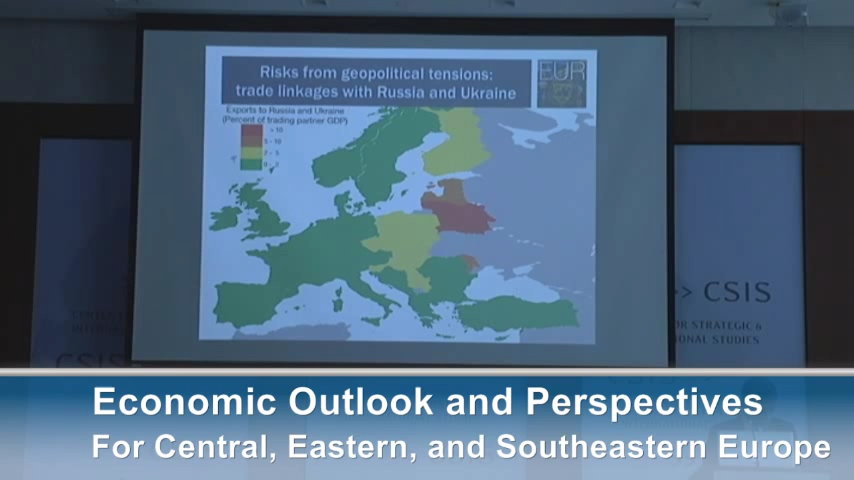 Risks from geopolitical tensions:
trade linkages with Russia and Ukraine
EUR
Exports to Russia and Ukraine
(Percent of trading partner GDP)
> 10
5 - 10
2 - 5
CSIS
STRATEGIC &
STUDIES
CSIS
Economic Outlook and Perspectives
For Central, Eastern, and Southeastern Europe